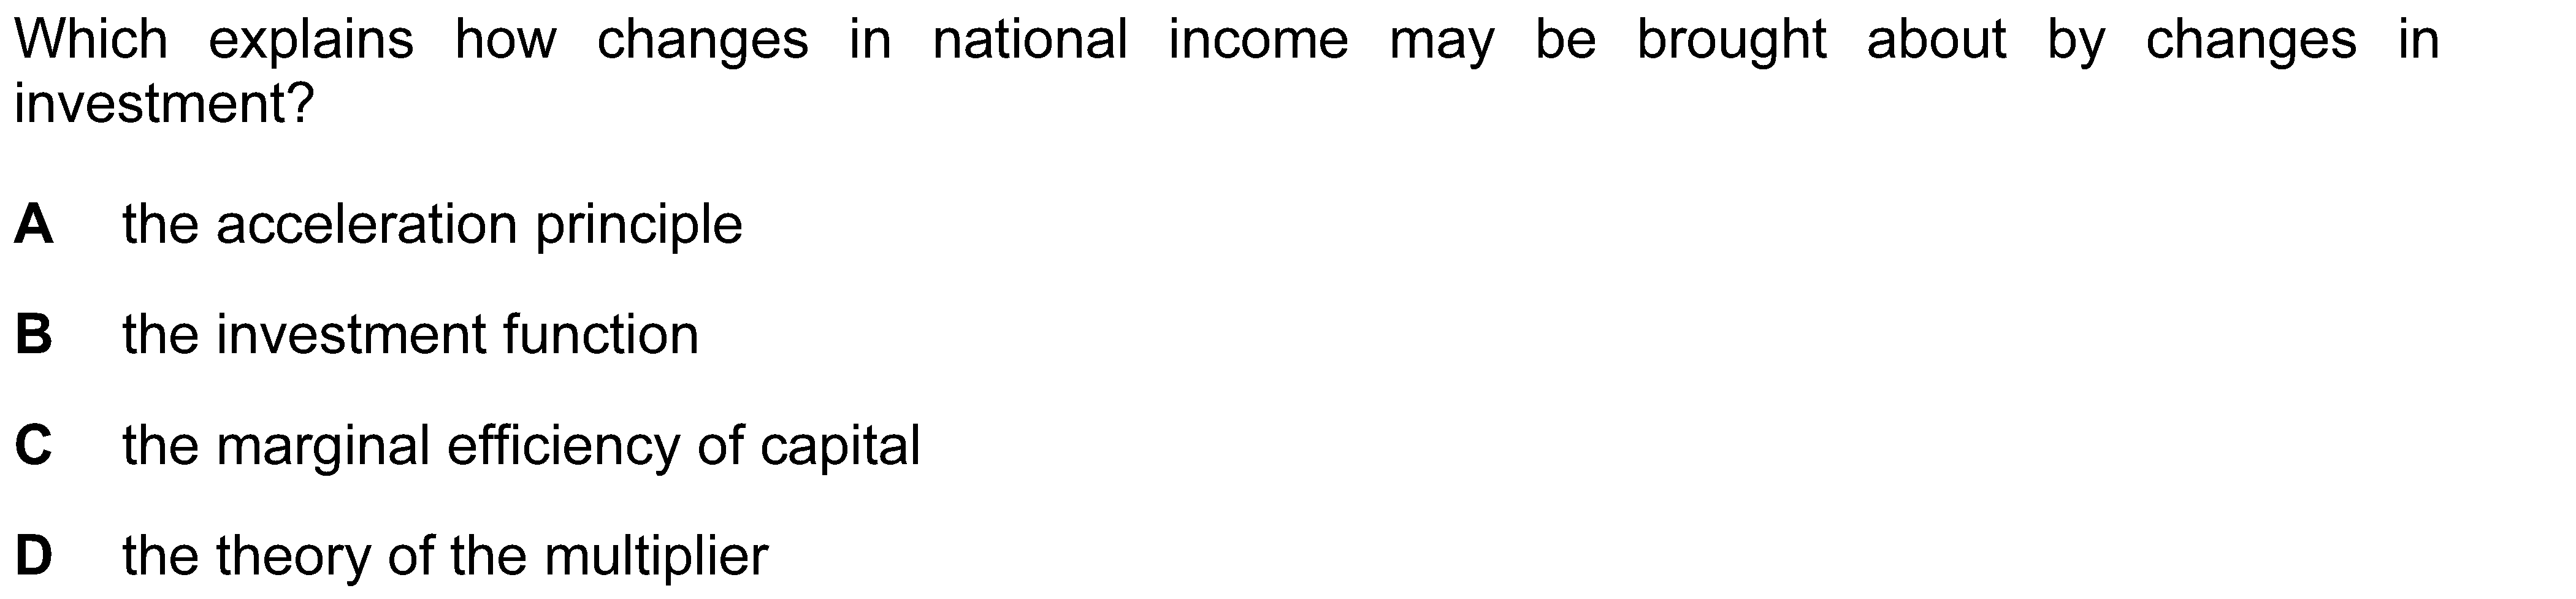 Which explains how changes in national income may be brought about by changes in
investment?
A the acceleration principle
B the investment function
C the marginal efficiency of capital
D the theory of the multiplier